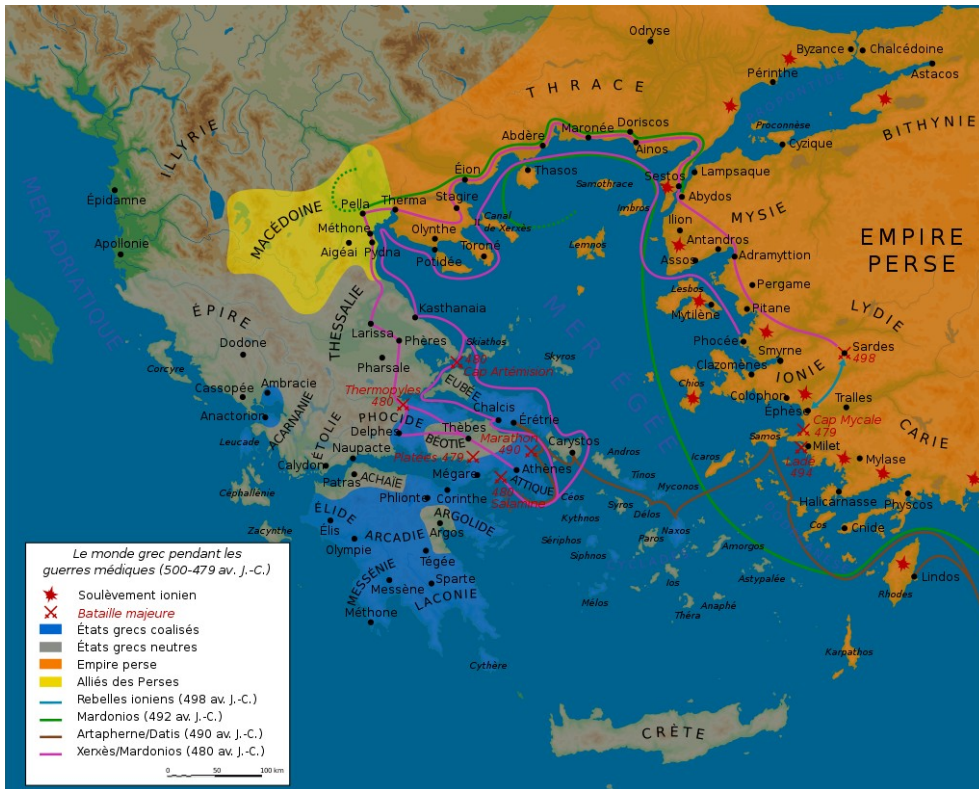 Odryse
Byzance
Chalcédoine
Astacos
Périnthe
THRACE
PROPONTIDE
BITHYNIE
Proconnèse
Cyzique
ILLYRIE
Abdère
Maronée
Doriscos
Ainos
Éion
Thasos
Samothrace
Sestos
Lampsaque
Abydos
Imbros
Épidamne
MER ADRIATIQUE
Apollonie
MACÉDOINE
Pella
Therma
Stagire
Canal
de Xerxès
Méthone
Aigéai
Pydna
Olynthe
Potidée
Toroné
Lemnos
Ilion
MYSIE
Antandros
Assos
Adramyttion
EMPIRE
PERSE
ÉPIRE
THESSALIE
Kasthanaia
MER ÉGÉE
Lesbos
Mytilène
Pergame
Pitane
LYDIE
Dodone
Corcyre
Larissa
Phères
Pharsale
Skiathos
480
Cap Artémision
Skyros
Phocée
Clazomènes
Smyrne
Sardes
498
IONIE
Cassopée
Ambracie
Anactorion
ACARNANIE
Leucade
ÉTOLIE
Thermopyles
480
EUBÉE
PHOCIDE
Chalcis
Érétrie
Chios
Colophon
Éphèse
Tralles
Cap Mycale
479
Delphes
BÉOTIE
Thèbes
Marathon
490
Carystos
Andros
Samos
Icaros
Milet
Ladé
494
Mylase
CARIE
Naupacte
Calydon
Patras
ACHAÏE
Platées 479
Mégare
Athènes
ATTIQUE
480
Salamine
Céos
Tinos
Myconos
Syros
Délos
Céphallénie
Zacynthe
Phlionte
Corinthe
Kythnos
Naxos
Paros
Halicarnasse
Physcos
Cos
Cnide
ÉLIDE
Élis
Olympie
ARCADIE
ARGOLIDE
Argos
Tégée
Sériphos
Siphnos
Amorgos
Ios
Astypalée
Lindos
Rhodes
MESSÉNIE
Messène
Sparte
LACONIE
Méthone
Mélos
Théra
Anaphé
Cythère
Karpathos
CRÈTE
Le monde grec pendant les
guerres médiques (500-479 av. J.-C.)
Soulèvement ionien
Bataille majeure
États grecs coalisés
États grecs neutres
Empire perse
Alliés des Perses
Rebelles ioniens (498 av. J.-C.)
Mardonios (492 av. J.-C.)
Artapherne/Datis (490 av. J.-C.)
Xerxès/Mardonios (480 av. J.-C.)
0 50 100 km